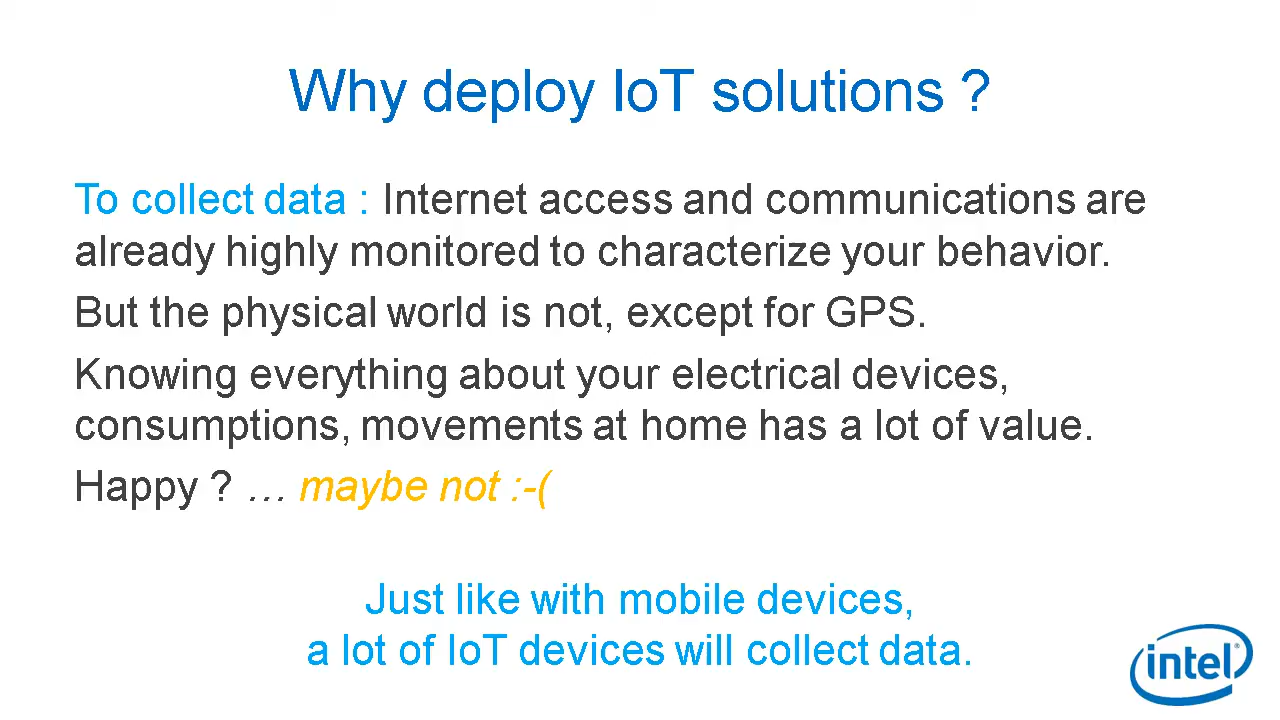 Why deploy IoT solutions ?
To collect data : Internet access and communications are
already highly monitored to characterize your behavior.
But the physical world is not, except for GPS.
Knowing everything about your electrical devices,
consumptions, movements at home has a lot of value.
Happy ? … maybe not :-(
Just like with mobile devices,
a lot of IoT devices will collect data.
intel®